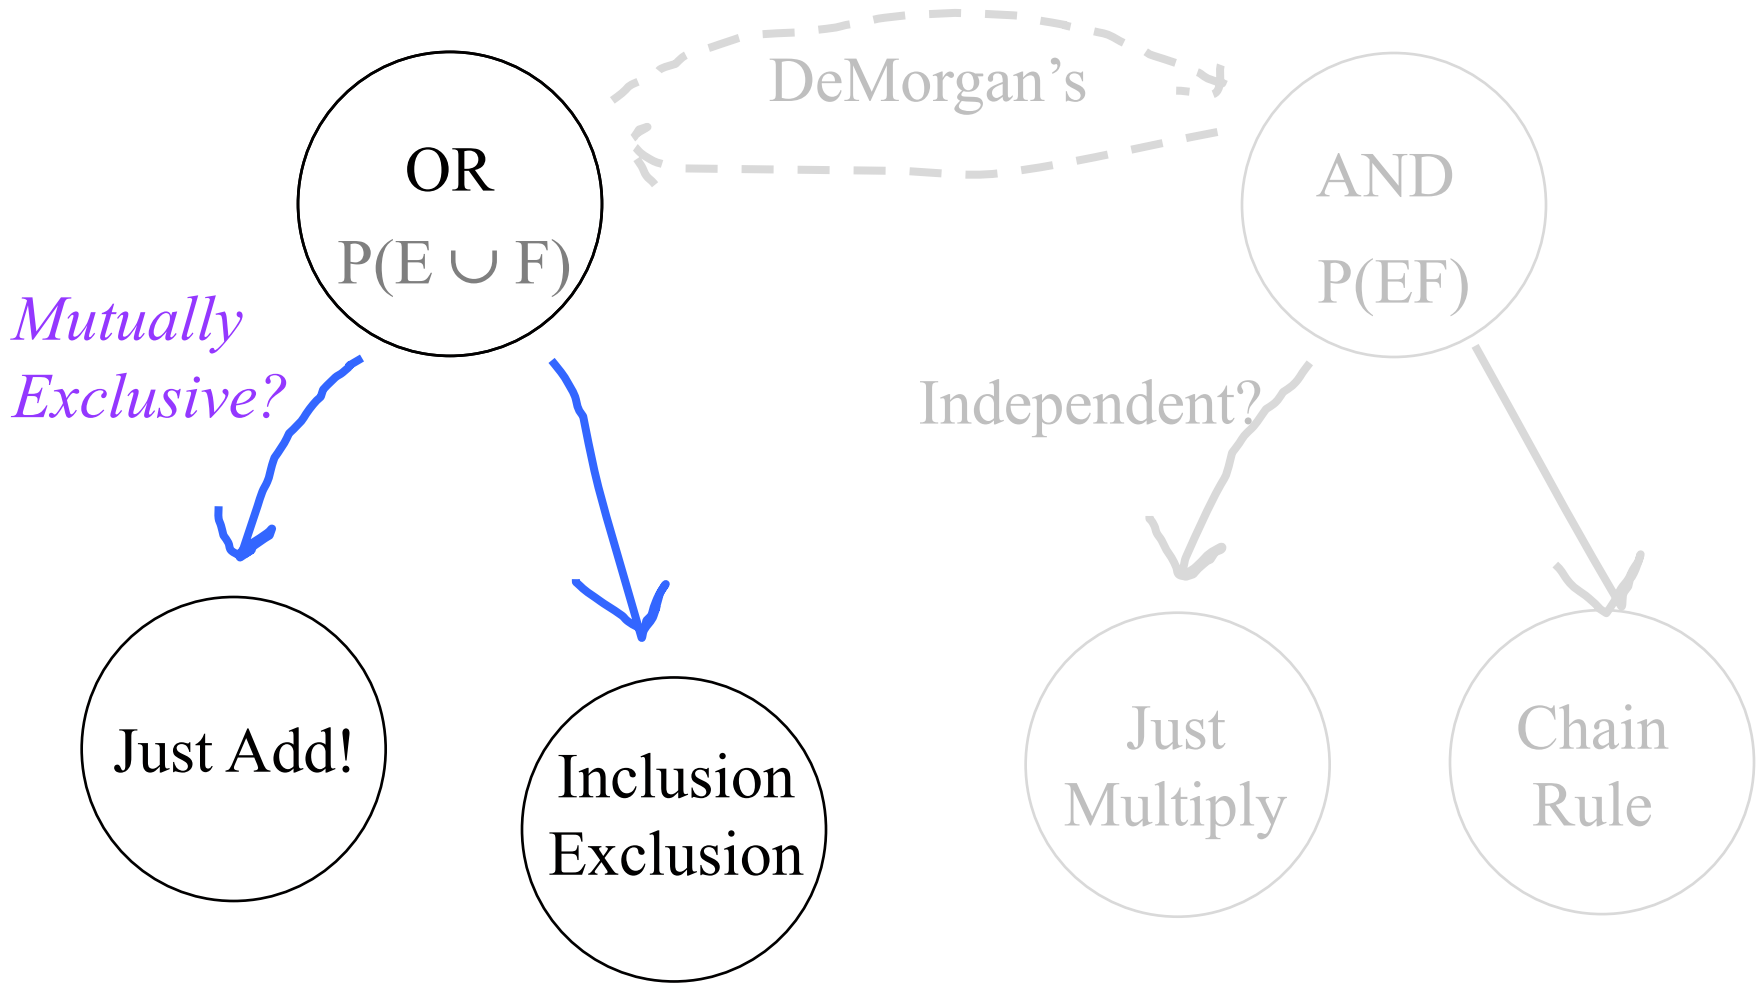 DeMorgan's
OR
P(E ∪ F)
AND
P(EF)
Mutually
Exclusive?
Independent?
Just Add!
Inclusion
Exclusion
Just
Multiply
Chain
Rule